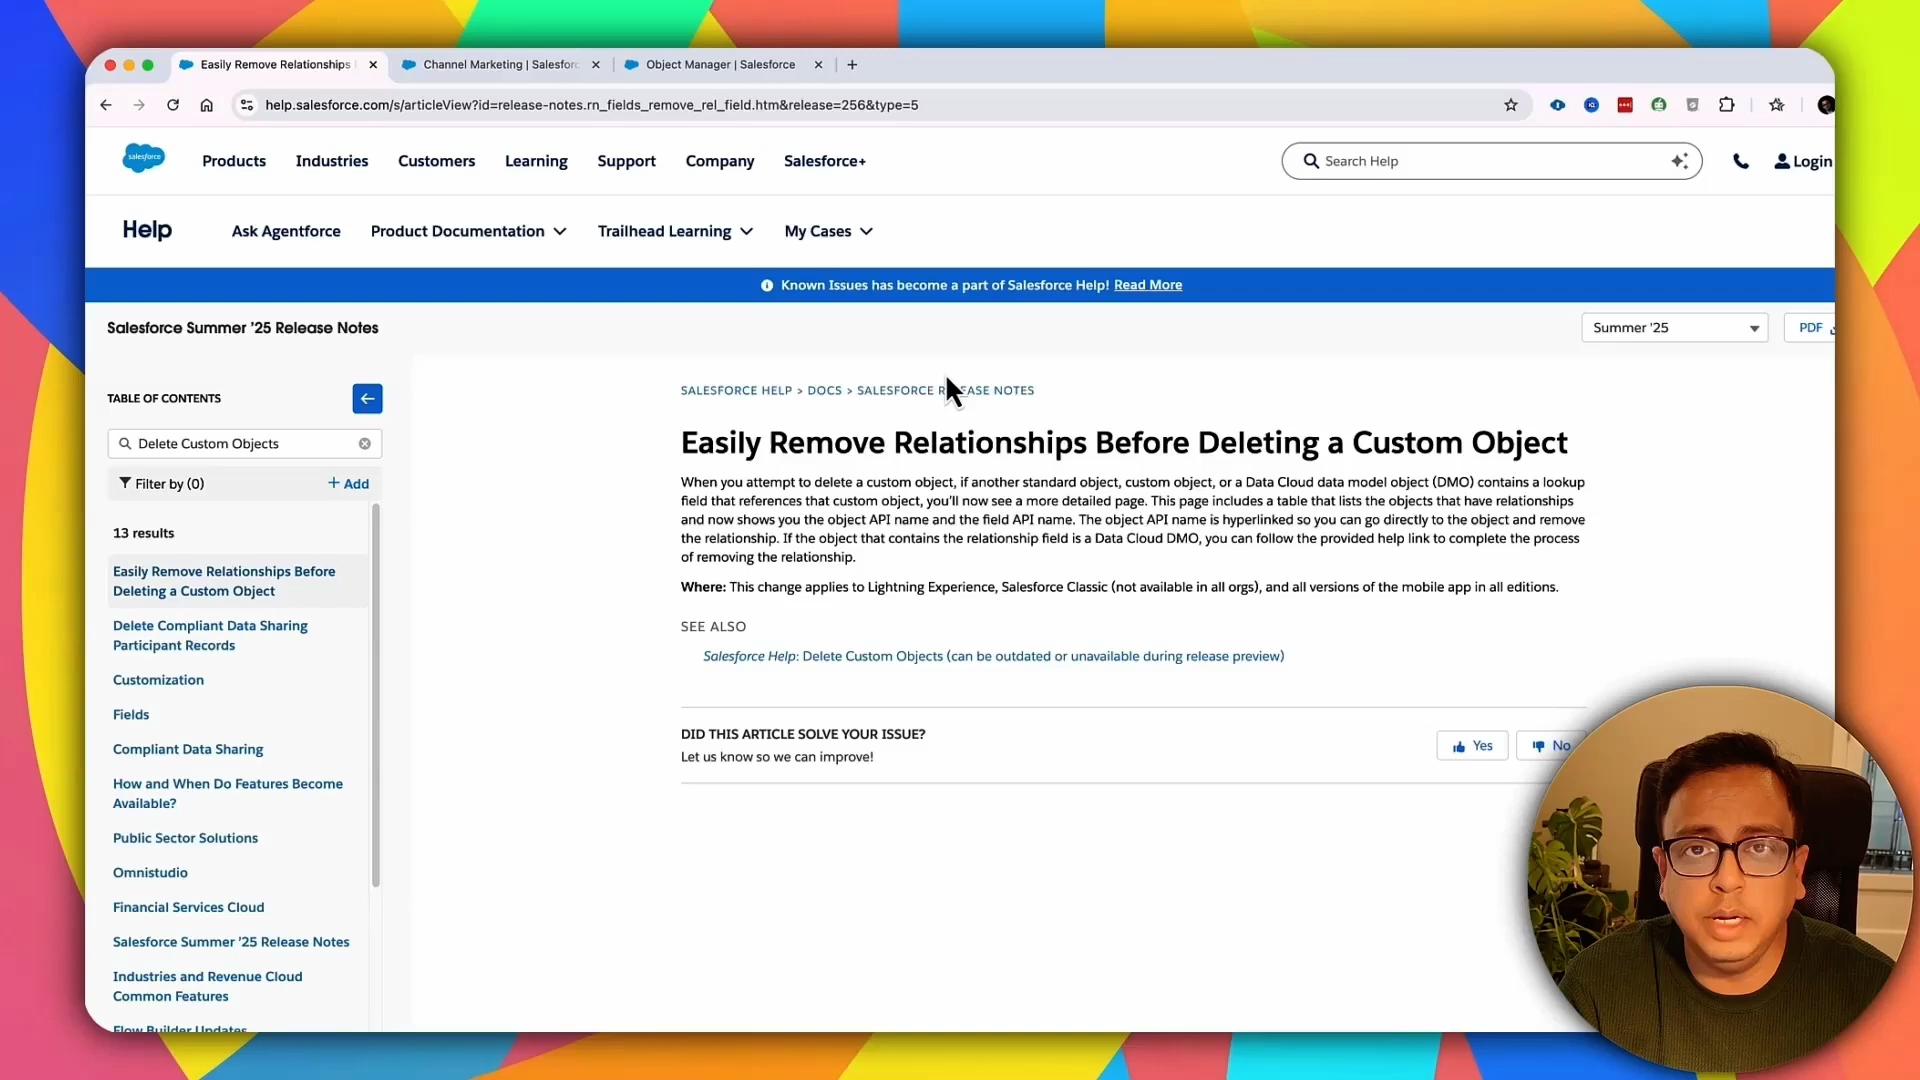 Easily Remove Relationships
Channel Marketing | Salesforc
Object Manager | Salesforce
help.salesforce.com/s/articleView?id=release-notes.rn_fields_remove_rel_field.htm&release=256&type=5
salesforce
Products
Industries
Customers
Learning
Support
Company
Salesforce+
Search Help
Login
Help
Ask Agentforce
Product Documentation
Trailhead Learning
My Cases
Known Issues has become a part of Salesforce Help! Read More
Salesforce Summer '25 Release Notes
Summer '25
PDF
TABLE OF CONTENTS
Delete Custom Objects
Filter by (0)
+ Add
13 results
Easily Remove Relationships Before
Deleting a Custom Object
Delete Compliant Data Sharing
Participant Records
Customization
Fields
Compliant Data Sharing
How and When Do Features Become
Available?
Public Sector Solutions
Omnistudio
Financial Services Cloud
Salesforce Summer '25 Release Notes
Industries and Revenue Cloud
Common Features
Flow Builder Updates
SALESFORCE HELP > DOCS > SALESFORCE RELEASE NOTES
Easily Remove Relationships Before Deleting a Custom Object
When you attempt to delete a custom object, if another standard object, custom object, or a Data Cloud data model object (DMO) contains a lookup
field that references that custom object, you'll now see a more detailed page. This page includes a table that lists the objects that have relationships
and now shows you the object API name and the field API name. The object API name is hyperlinked so you can go directly to the object and remove
the relationship. If the object that contains the relationship field is a Data Cloud DMO, you can follow the provided help link to complete the process
of removing the relationship.
Where: This change applies to Lightning Experience, Salesforce Classic (not available in all orgs), and all versions of the mobile app in all editions.
SEE ALSO
Salesforce Help: Delete Custom Objects (can be outdated or unavailable during release preview)
DID THIS ARTICLE SOLVE YOUR ISSUE?
Let us know so we can improve!
Yes
No